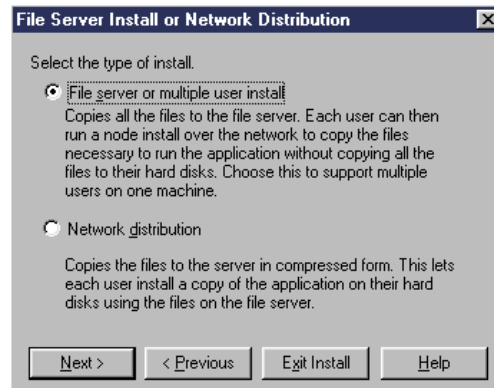 File Server Install or Network Distribution
Select the type of install.
File server or multiple user install
Copies all the files to the file server. Each user can then
run a node install over the network to copy the files
necessary to run the application without copying all the
files to their hard disks. Choose this to support multiple
users on one machine.
Network distribution
Copies the files to the server in compressed form. This lets
each user install a copy of the application on their hard
disks using the files on the file server.
Next > < Previous Exit Install Help